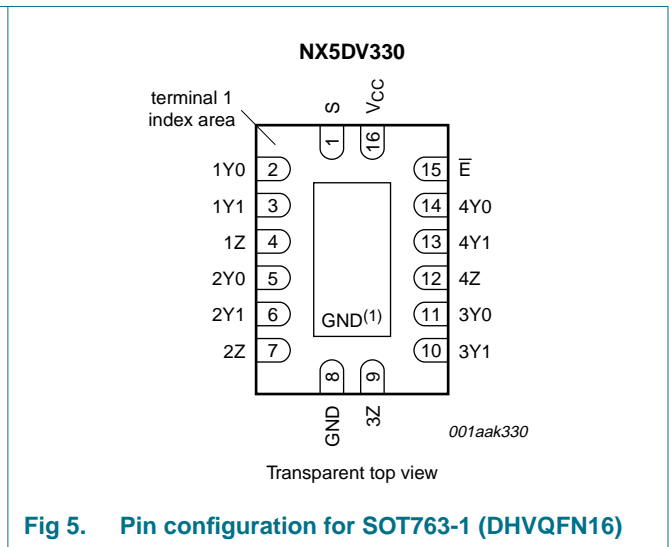 NX5DV330
terminal 1
index area
S
VCC
1
16
1Y0 2
15 E̅
1Y1 3
14 4Y0
1Z 4
13 4Y1
2Y0 5
12 4Z
2Y1 6
11 3Y0
GND(1)
2Z 7
10 3Y1
8
9
GND
3Z
001aak330
Transparent top view
Fig 5. Pin configuration for SOT763-1 (DHVQFN16)